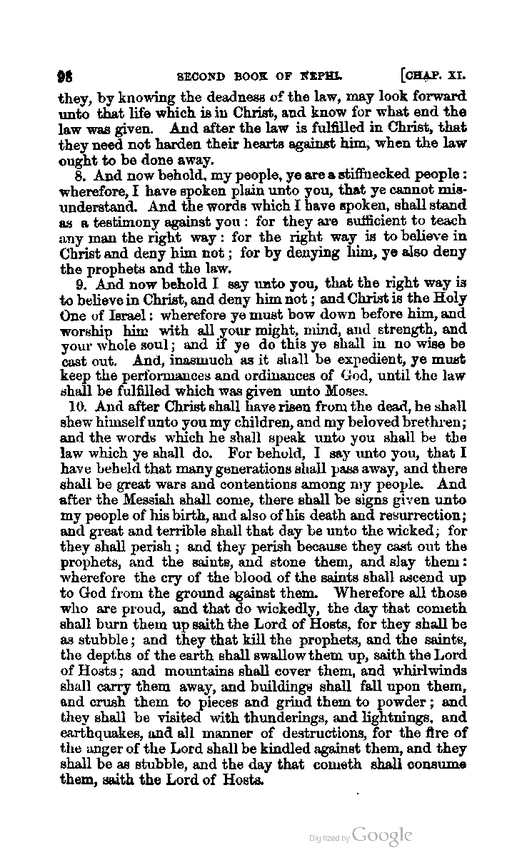 98 SECOND BOOK OF NEPHI. [CHAP. XI.
they, by knowing the deadness of the law, may look forward
unto that life which is in Christ, and know for what end the
law was given. And after the law is fulfilled in Christ, that
they need not harden their hearts against him, when the law
ought to be done away.
8. And now behold, my people, ye are a stiffnecked people:
wherefore, I have spoken plain unto you, that ye cannot mis-
understand. And the words which I have spoken, shall stand
as a testimony against you: for they are sufficient to teach
any man the right way: for the right way is to believe in
Christ and deny him not; for by denying him, ye also deny
the prophets and the law.
9. And now behold I say unto you, that the right way is
to believe in Christ, and deny him not; and Christ is the Holy
One of Israel: wherefore ye must bow down before him, and
worship him with all your might, mind, and strength, and
your whole soul; and if ye do this ye shall in no wise be
cast out. And, inasmuch as it shall be expedient, ye must
keep the performances and ordinances of God, until the law
shall be fulfilled which was given unto Moses.
10. And after Christ shall have risen from the dead, he shall
shew himself unto you my children, and my beloved brethren;
and the words which he shall speak unto you shall be the
law which ye shall do. For behold, I say unto you, that I
have beheld that many generations shall pass away, and there
shall be great wars and contentions among my people. And
after the Messiah shall come, there shall be signs given unto
my people of his birth, and also of his death and resurrection;
and great and terrible shall that day be unto the wicked; for
they shall perish; and they perish because they cast out the
prophets, and the saints, and stone them, and slay them:
wherefore the cry of the blood of the saints shall ascend up
to God from the ground against them. Wherefore all those
who are proud, and that do wickedly, the day that cometh
shall burn them up saith the Lord of Hosts, for they shall be
as stubble; and they that kill the prophets, and the saints,
the depths of the earth shall swallow them up, saith the Lord
of Hosts; and mountains shall cover them, and whirlwinds
shall carry them away, and buildings shall fall upon them,
and crush them to pieces and grind them to powder; and
they shall be visited with thunderings, and lightnings, and
earthquakes, and all manner of destructions, for the fire of
the anger of the Lord shall be kindled against them, and they
shall be as stubble, and the day that cometh shall consume
them, saith the Lord of Hosts.
Digitized by Google